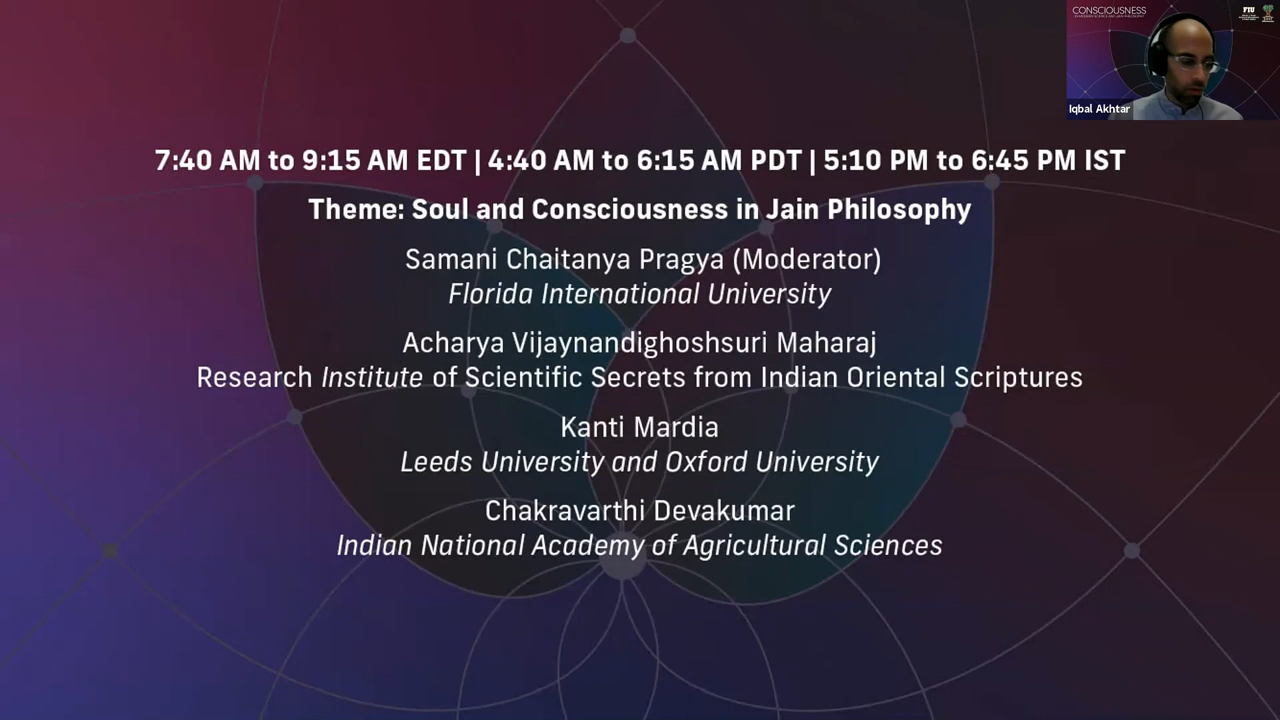 CONSCIOUSNESS
FIU
Iqbal Akhtar
7:40 AM to 9:15 AM EDT | 4:40 AM to 6:15 AM PDT | 5:10 PM to 6:45 PM IST
Theme: Soul and Consciousness in Jain Philosophy
Samani Chaitanya Pragya (Moderator)
Florida International University
Acharya Vijaynandighoshsuri Maharaj
Research Institute of Scientific Secrets from Indian Oriental Scriptures
Kanti Mardia
Leeds University and Oxford University
Chakravarthi Devakumar
Indian National Academy of Agricultural Sciences